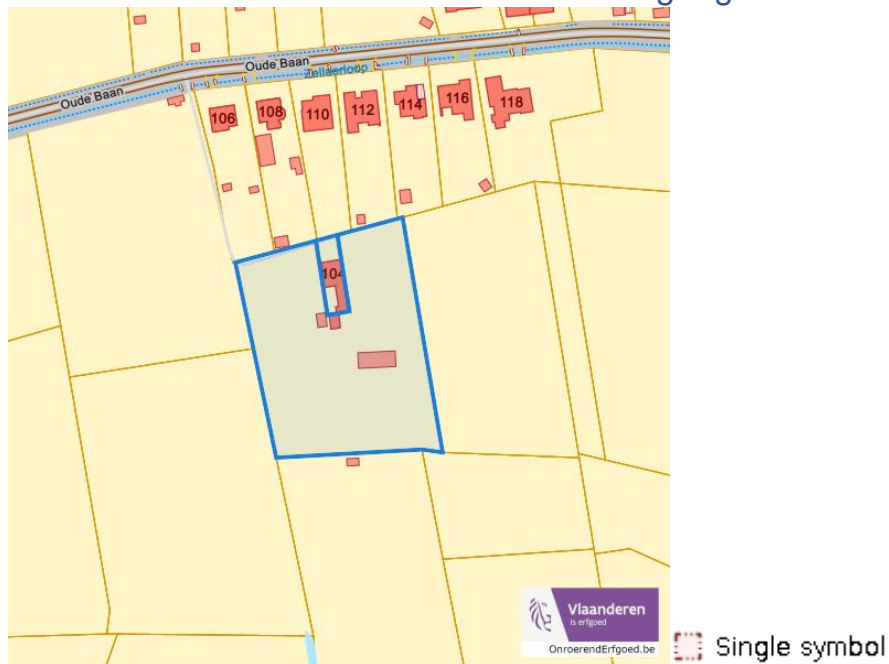 Oude Baan
Zellaerloop
Oude Baan
106
108
110
112
114
116
118
104
Vlaanderen
is erfgoed
OnroerendErfgoed.be
Single symbol